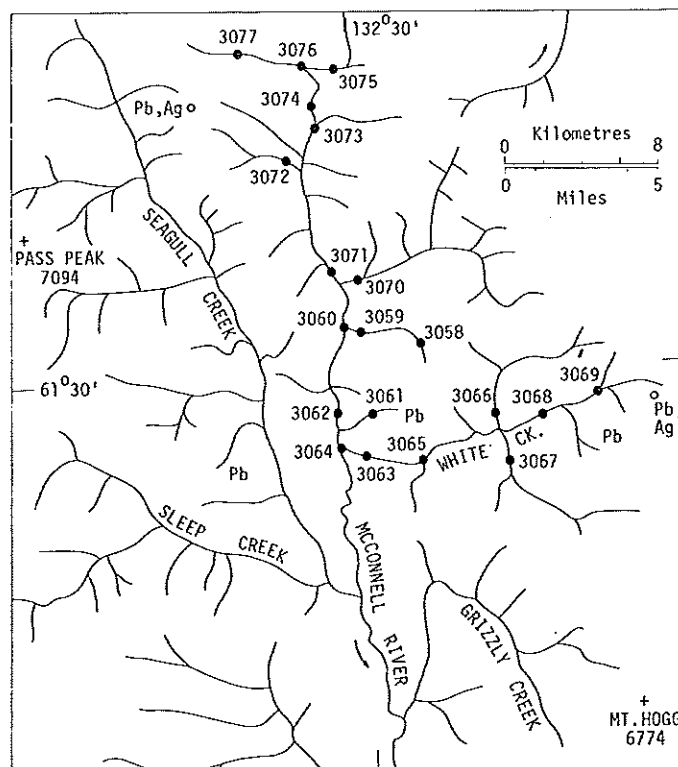 132°30'
3077
3076
3075
3074
3073
Pb,Ag
Kilometres
0 8
0 5
Miles
3072
SEAGULL CREEK
PASS PEAK
7094
3071
3070
3060
3059
3058
61°30'
3062
3061
Pb
3066
3068
3069
Pb
Ag
3064
3063
3065
WHITE CK.
Pb
3067
Pb
SLEEP CREEK
MCCONNELL RIVER
GRIZZLY CREEK
MT.HOGG
6774